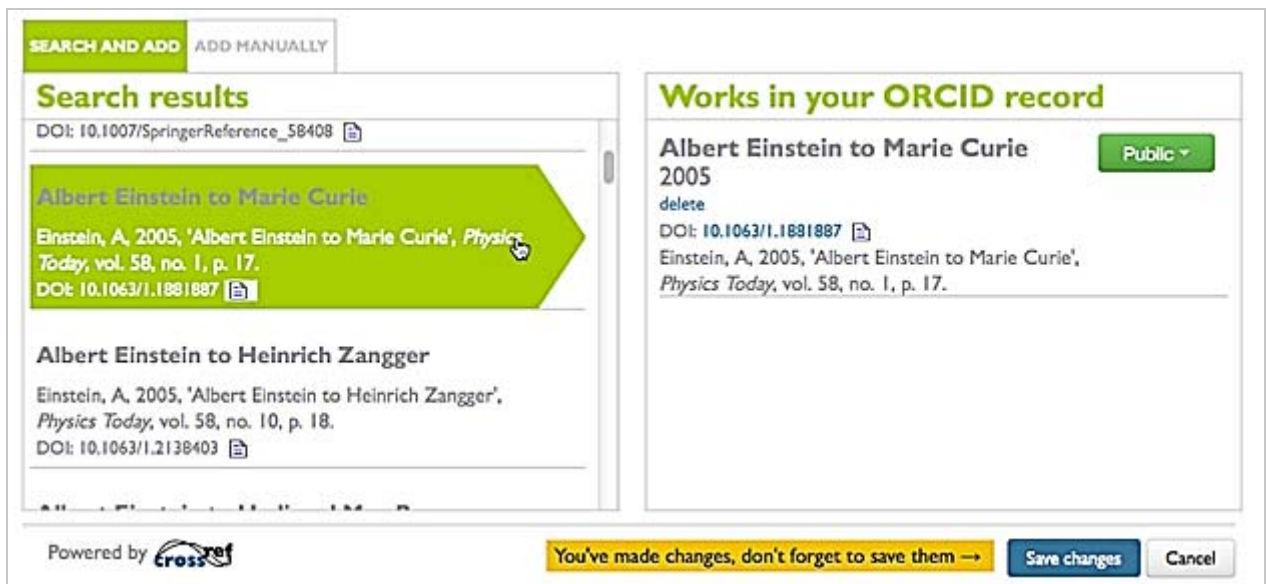 SEARCH AND ADD ADD MANUALLY
Search results
DOI: 10.1007/SpringerReference_58408
Albert Einstein to Marie Curie
Einstein, A, 2005, 'Albert Einstein to Marie Curie', Physics
Today, vol. 58, no. 1, p. 17.
DOI: 10.1063/1.1881887
Albert Einstein to Heinrich Zangger
Einstein, A, 2005, 'Albert Einstein to Heinrich Zangger',
Physics Today, vol. 58, no. 10, p. 18.
DOI: 10.1063/1.2138403
Works in your ORCID record
Albert Einstein to Marie Curie
2005
Public
delete
DOI: 10.1063/1.1881887
Einstein, A, 2005, 'Albert Einstein to Marie Curie',
Physics Today, vol. 58, no. 1, p. 17.
Powered by crossref
You've made changes, don't forget to save them →
Save changes
Cancel